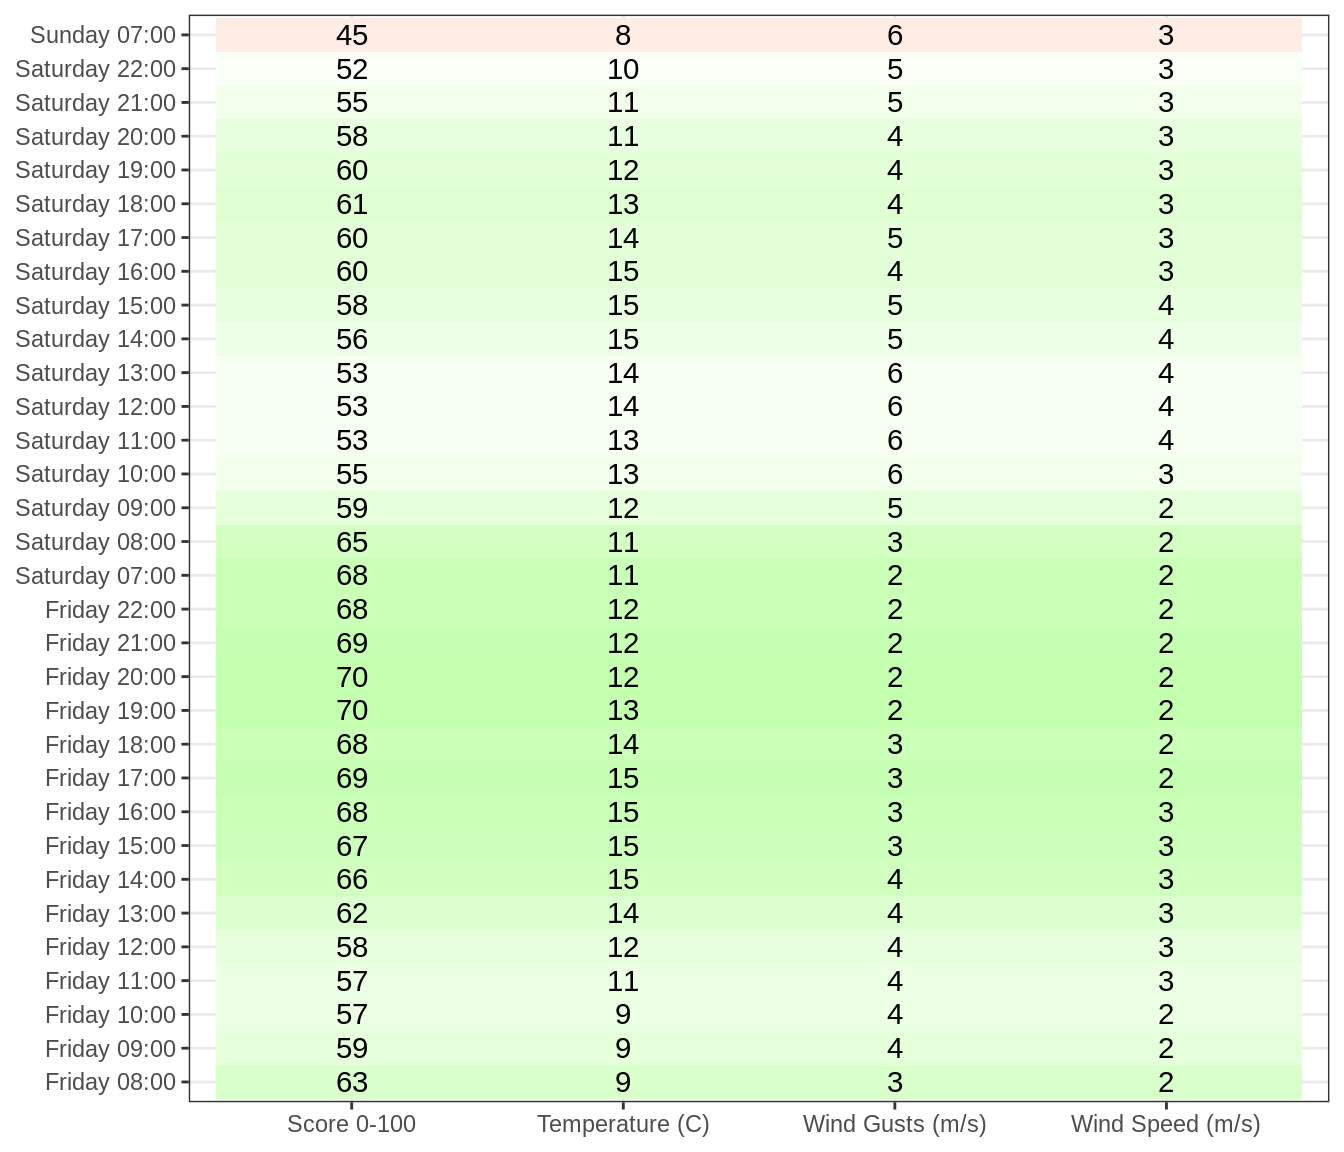 Sunday 07:00 45 8 6 3
Saturday 22:00 52 10 5 3
Saturday 21:00 55 11 5 3
Saturday 20:00 58 11 4 3
Saturday 19:00 60 12 4 3
Saturday 18:00 61 13 4 3
Saturday 17:00 60 14 5 3
Saturday 16:00 60 15 4 3
Saturday 15:00 58 15 5 4
Saturday 14:00 56 15 5 4
Saturday 13:00 53 14 6 4
Saturday 12:00 53 14 6 4
Saturday 11:00 53 13 6 4
Saturday 10:00 55 13 6 3
Saturday 09:00 59 12 5 2
Saturday 08:00 65 11 3 2
Saturday 07:00 68 11 2 2
Friday 22:00 68 12 2 2
Friday 21:00 69 12 2 2
Friday 20:00 70 12 2 2
Friday 19:00 70 13 2 2
Friday 18:00 68 14 3 2
Friday 17:00 69 15 3 2
Friday 16:00 68 15 3 3
Friday 15:00 67 15 3 3
Friday 14:00 66 15 4 3
Friday 13:00 62 14 4 3
Friday 12:00 58 12 4 3
Friday 11:00 57 11 4 3
Friday 10:00 57 9 4 2
Friday 09:00 59 9 4 2
Friday 08:00 63 9 3 2
Score 0-100 Temperature (C) Wind Gusts (m/s) Wind Speed (m/s)